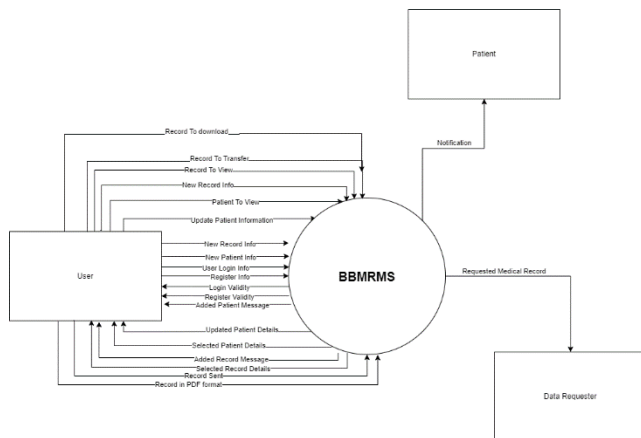 Patient
Record To download
Notification
Record To Transfer
Record To View
New Record Info
Patient To View
Update Patient Information
New Record Info
New Patient Info
User Login Info
Register Info
Login Validity
Register Validity
Added Patient Message
User
BBMRMS
Requested Medical Record
Updated Patient Details
Selected Patient Details
Added Record Message
Selected Record Details
Record Sent
Record in PDF format
Data Requester